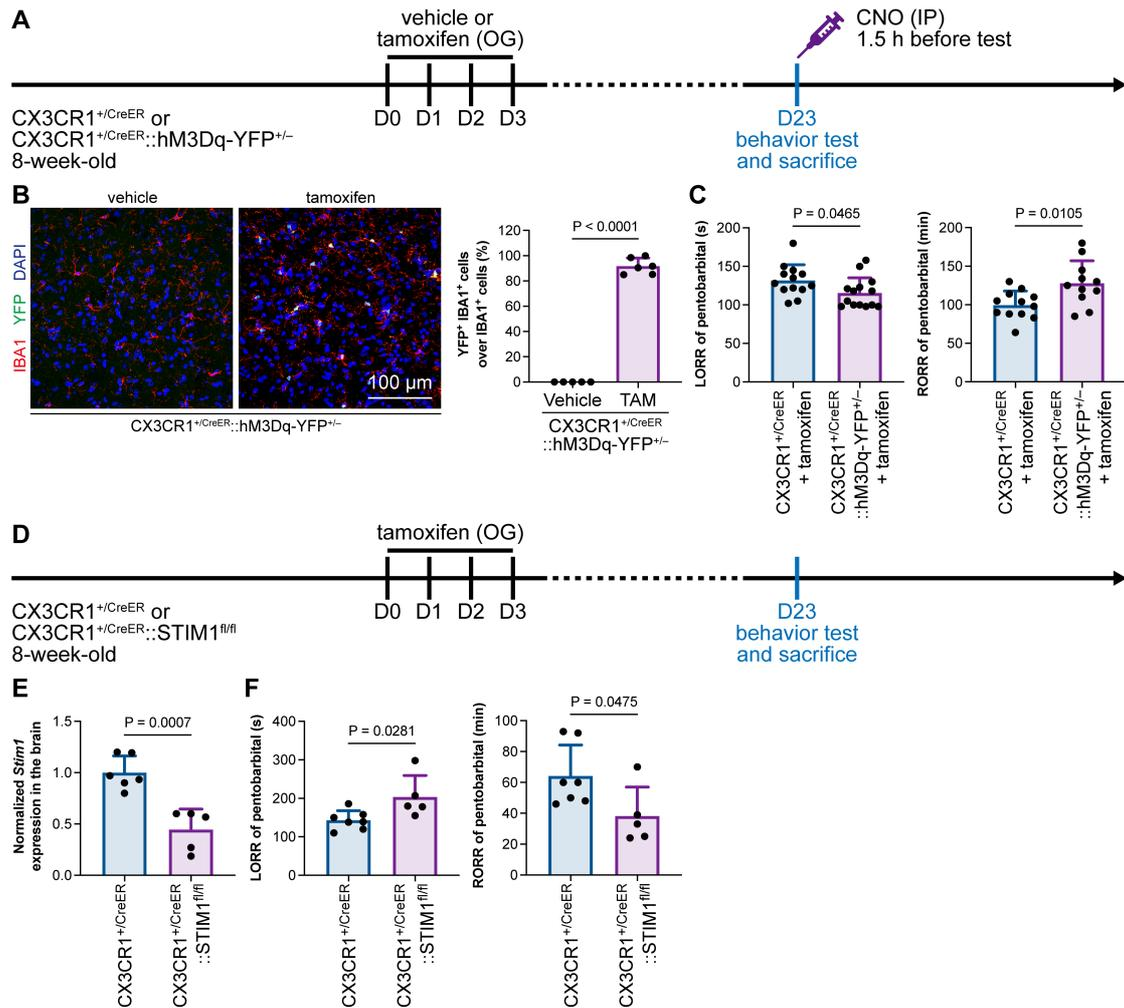 A
vehicle or
tamoxifen (OG)
CNO (IP)
1.5 h before test
D0 D1 D2 D3
D23
behavior test
and sacrifice
CX3CR1+/CreER or
CX3CR1+/CreER::hM3Dq-YFP+/–
8-week-old
B
vehicle
tamoxifen
IBA1 YFP DAPI
100 µm
CX3CR1+/CreER::hM3Dq-YFP+/–
YFP+ IBA1+ cells
over IBA1+ cells (%)
120
100
80
60
40
20
0
P < 0.0001
Vehicle TAM
CX3CR1+/CreER
::hM3Dq-YFP+/–
C
LORR of pentobarbital (s)
200
150
100
50
0
P = 0.0465
CX3CR1+/CreER
+ tamoxifen
CX3CR1+/CreER
::hM3Dq-YFP+/–
+ tamoxifen
RORR of pentobarbital (min)
200
150
100
50
0
P = 0.0105
CX3CR1+/CreER
+ tamoxifen
CX3CR1+/CreER
::hM3Dq-YFP+/–
+ tamoxifen
D
tamoxifen (OG)
D0 D1 D2 D3
D23
behavior test
and sacrifice
CX3CR1+/CreER or
CX3CR1+/CreER::STIM1fl/fl
8-week-old
E
Normalized Stim1
expression in the brain
1.5
1.0
0.5
0.0
P = 0.0007
CX3CR1+/CreER
CX3CR1+/CreER
::STIM1fl/fl
F
LORR of pentobarbital (s)
400
300
200
100
0
P = 0.0281
CX3CR1+/CreER
CX3CR1+/CreER
::STIM1fl/fl
RORR of pentobarbital (min)
100
80
60
40
20
0
P = 0.0475
CX3CR1+/CreER
CX3CR1+/CreER
::STIM1fl/fl